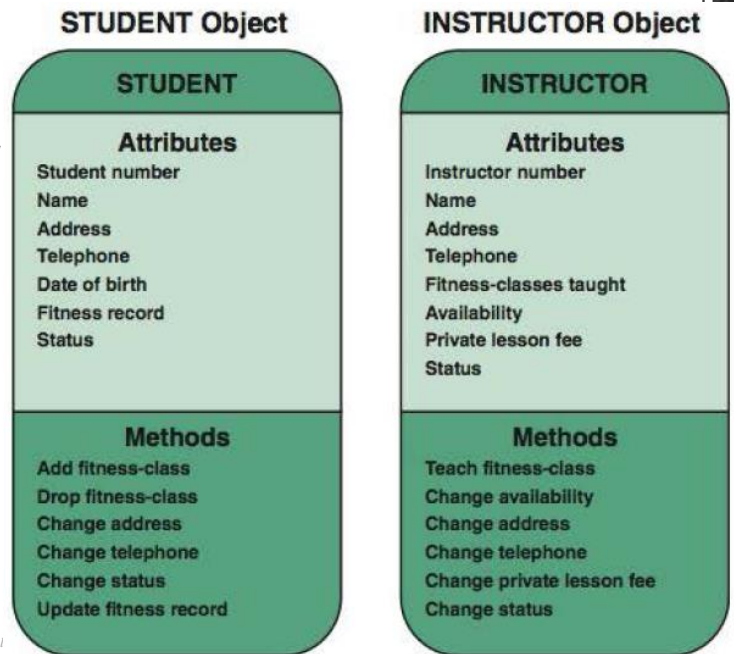 STUDENT Object
STUDENT
Attributes
Student number
Name
Address
Telephone
Date of birth
Fitness record
Status
Methods
Add fitness-class
Drop fitness-class
Change address
Change telephone
Change status
Update fitness record
INSTRUCTOR Object
INSTRUCTOR
Attributes
Instructor number
Name
Address
Telephone
Fitness-classes taught
Availability
Private lesson fee
Status
Methods
Teach fitness-class
Change availability
Change address
Change telephone
Change private lesson fee
Change status